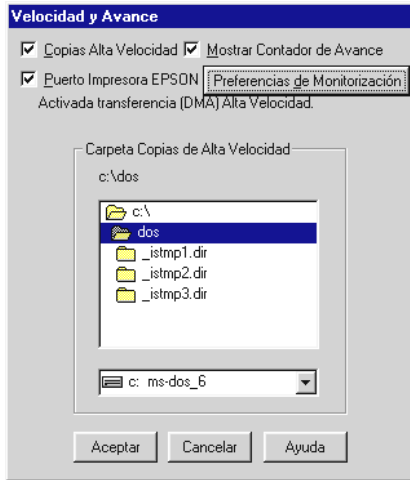 Velocidad y Avance
Copias Alta Velocidad Mostrar Contador de Avance
Puerto Impresora EPSON Preferencias de Monitorización
Activada transferencia (DMA) Alta Velocidad.
Carpeta Copias de Alta Velocidad
c:\dos
c:\
dos
_istmp1.dir
_istmp2.dir
_istmp3.dir
c: ms-dos_6
Aceptar Cancelar Ayuda